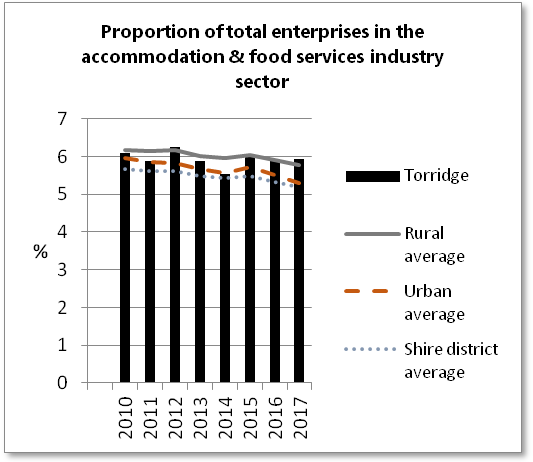 Proportion of total enterprises in the
accommodation & food services industry
sector
7
6
5
4
3
2
1
0
%
2010
2011
2012
2013
2014
2015
2016
2017
Torridge
Rural
average
Urban
average
Shire district
average